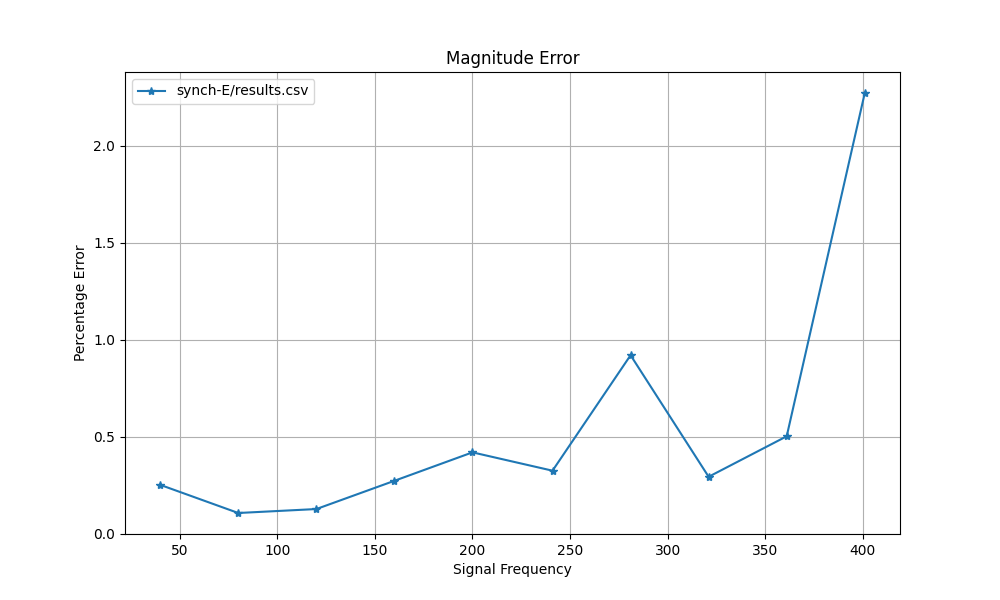 Magnitude Error
synch-E/results.csv
Percentage Error
2.0
1.5
1.0
0.5
0.0
50 100 150 200 250 300 350 400
Signal Frequency